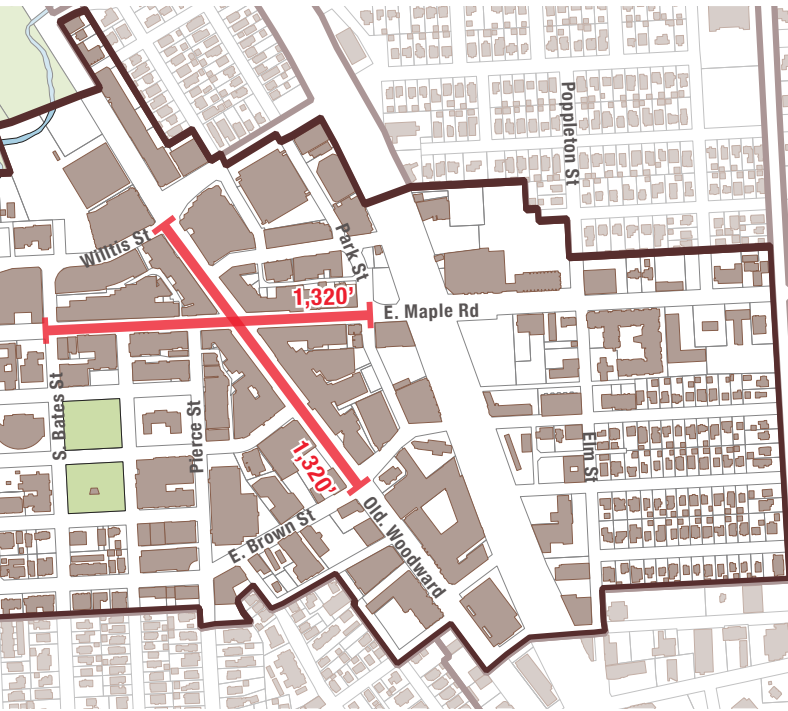 Poppleton St
Park St
Willtis St
1,320'
E. Maple Rd
S. Bates St
Pierce St
1,320'
Elm St
E. Brown St
Old. Woodward